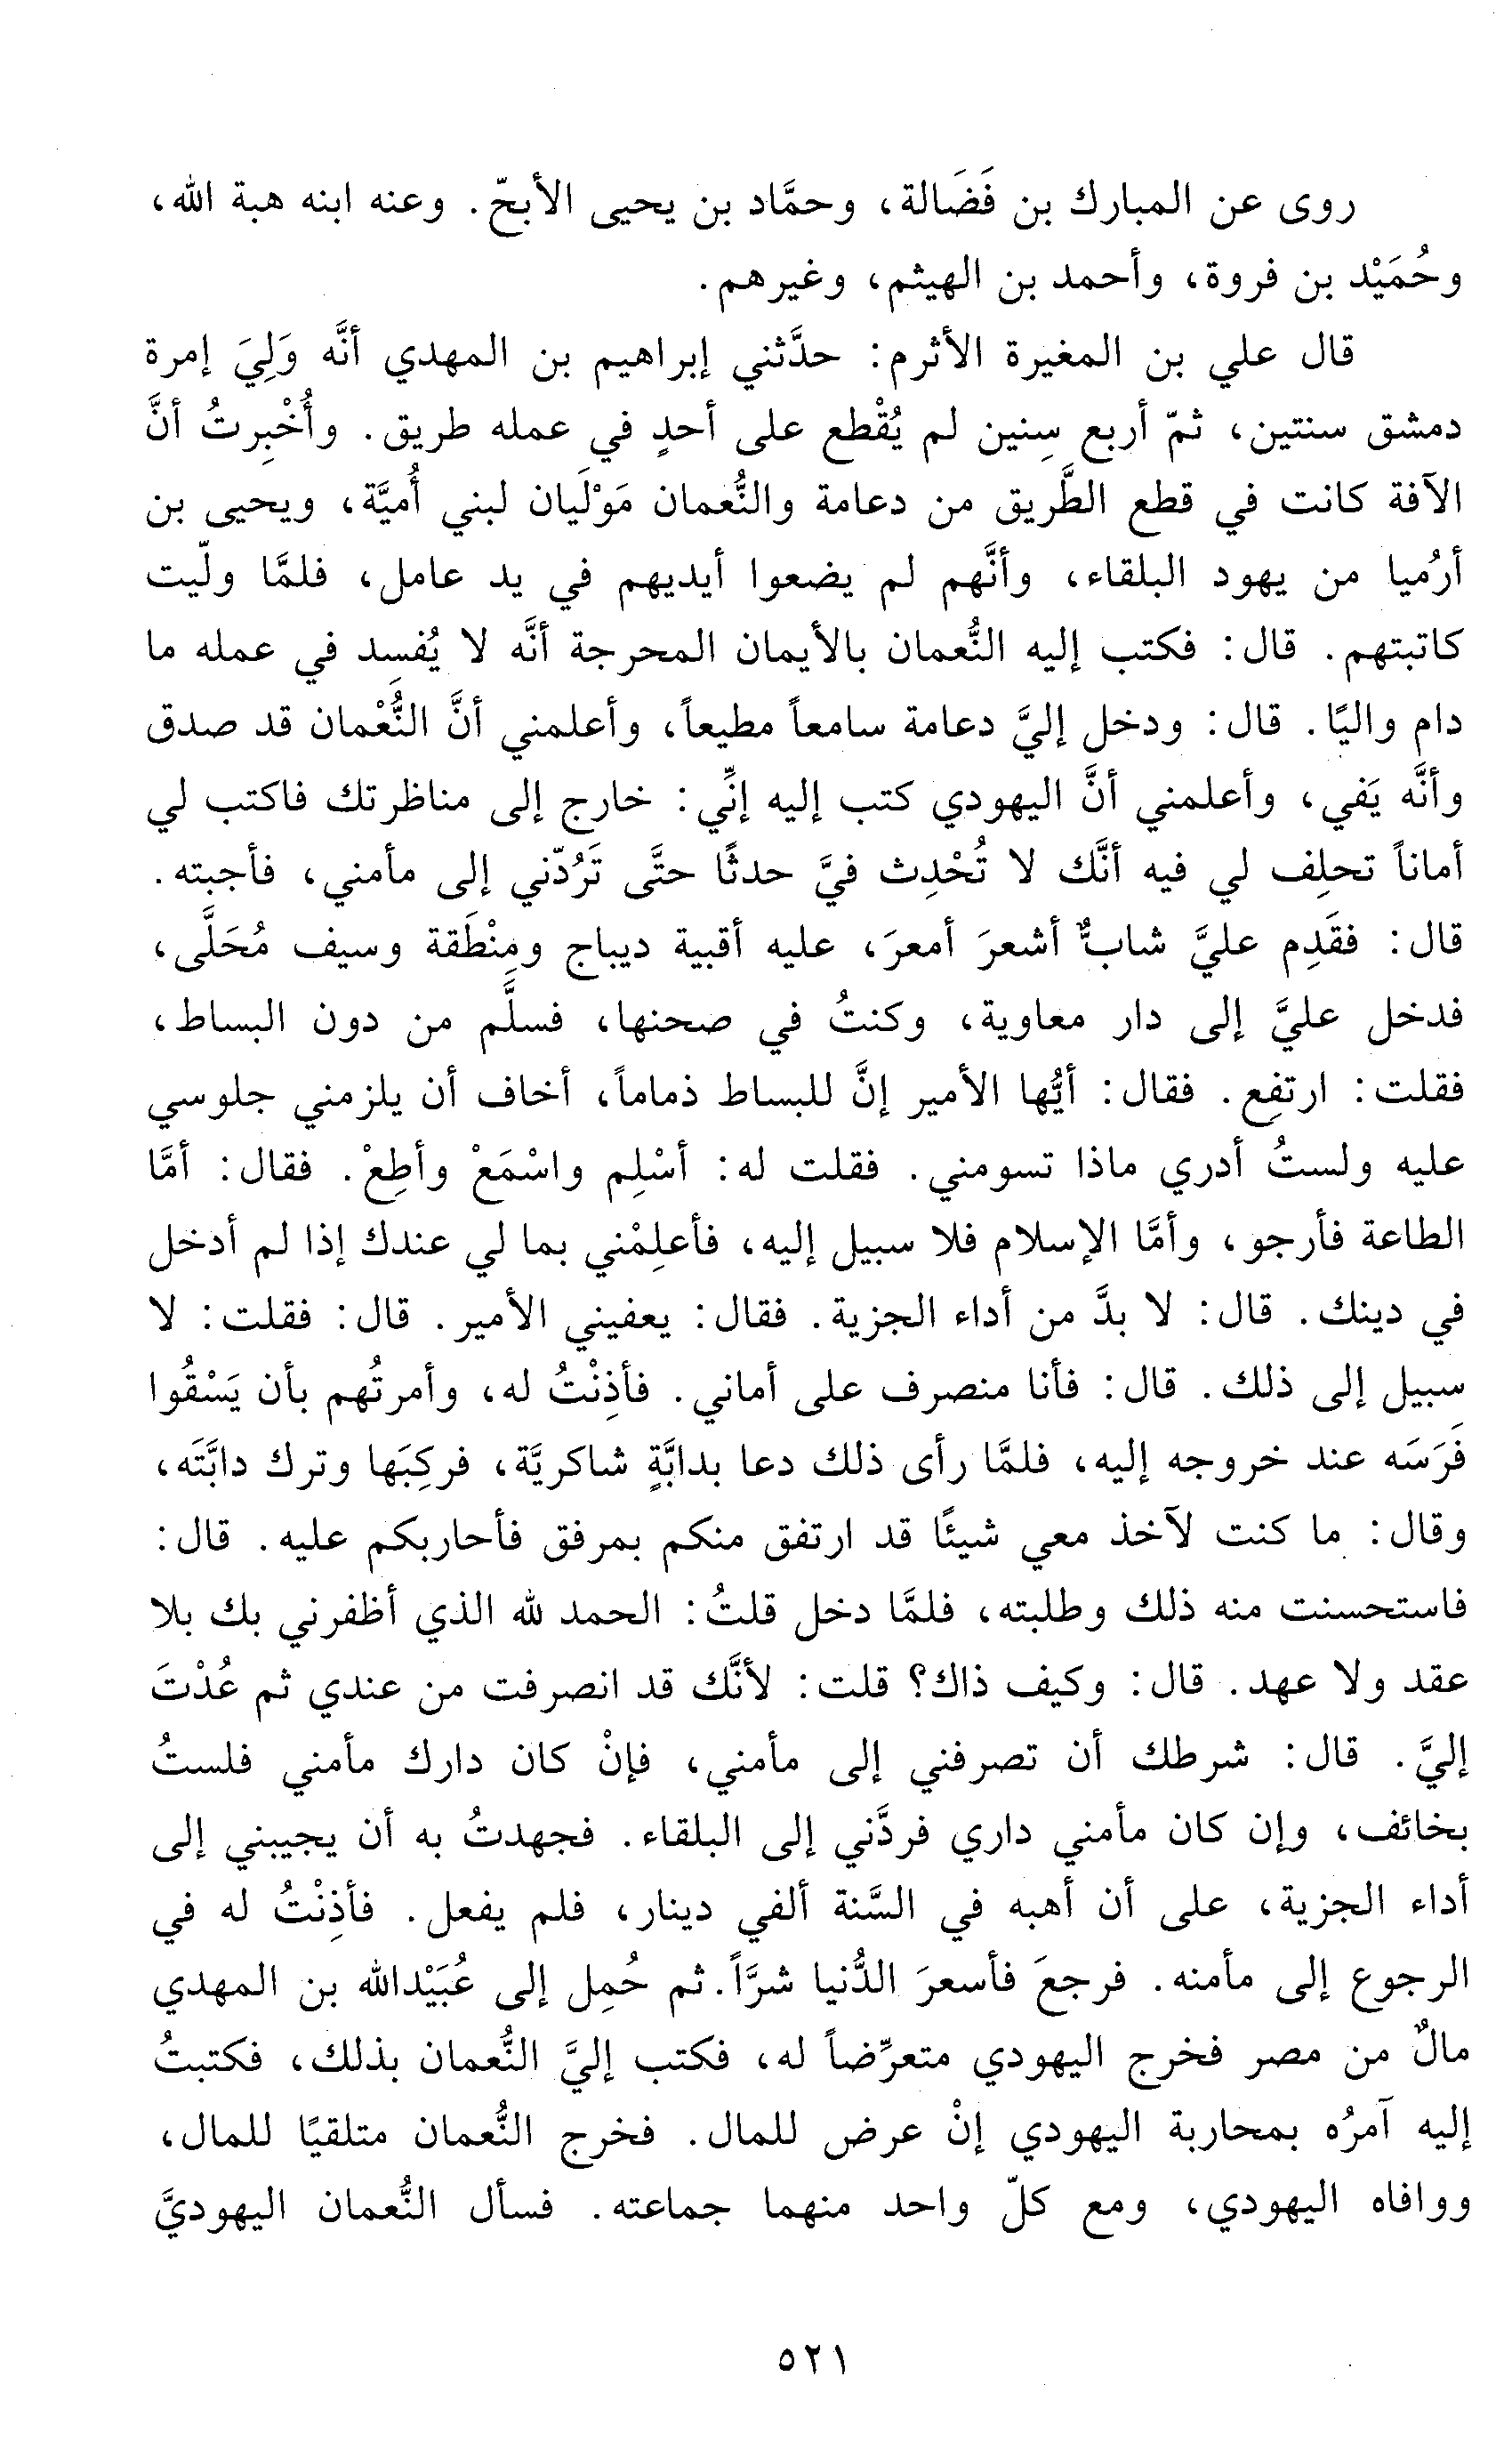 روى عن المبارك بن فَضَالة، وحمَّاد بن يحيى الأبحّ. وعنه ابنه هبة الله،
وحُمَيْد بن فروة، وأحمد بن الهيثم، وغيرهم.
قال علي بن المغيرة الأثرم: حدَّثني إبراهيم بن المهدي أنَّه وَلِيَ إمرة
دمشق سنتين، ثمّ أربع سِنين لم يُقْطع على أحدٍ في عمله طريق. وأُخْبِرتُ أنَّ
الآفة كانت في قطع الطَّريق من دعامة والنُّعمان مَوْلَيان لبني أُميَّة، ويحيى بن
أرُميا من يهود البلقاء، وأنَّهم لم يضعوا أيديهم في يد عامل، فلمَّا ولّيت
كاتبتهم. قال: فكتب إليه النُّعمان بالأيمان المحرجة أنَّه لا يُفسِد في عمله ما
دام واليًا. قال: ودخل إليَّ دعامة سامعاً مطيعاً، وأعلمني أنَّ النُّعْمان قد صدق
وأنَّه يَفي، وأعلمني أنَّ اليهودي كتب إليه إنِّي: خارج إلى مناظرتك فاكتب لي
أماناً تحلِف لي فيه أنَّك لا تُحْدِث فيَّ حدثًا حتَّى تَرُدّني إلى مأمني، فأجبته.
قال: فقَدِم عليَّ شابٌّ أشعرَ أمعرَ، عليه أقبية ديباج ومِنْطَقة وسيف مُحَلَّى،
فدخل عليَّ إلى دار معاوية، وكنتُ في صحنها، فسلَّم من دون البساط،
فقلت: ارتفِع. فقال: أيُّها الأمير إنَّ للبساط ذماماً، أخاف أن يلزمني جلوسي
عليه ولستُ أدري ماذا تسومني. فقلت له: أسْلِم واسْمَعْ وأطِعْ. فقال: أمَّا
الطاعة فأرجو، وأمَّا الإسلام فلا سبيل إليه، فأعلِمْني بما لي عندك إذا لم أدخل
في دينك. قال: لا بدَّ من أداء الجزية. فقال: يعفيني الأمير. قال: فقلت: لا
سبيل إلى ذلك. قال: فأنا منصرف على أماني. فأذِنْتُ له، وأمرتُهم بأن يَسْقُوا
فَرَسَه عند خروجه إليه، فلمَّا رأى ذلك دعا بدابَّةٍ شاكريَّة، فركِبَها وترك دابَّتَه،
وقال: ما كنت لآخذ معي شيئًا قد ارتفق منكم بمرفق فأحاربكم عليه. قال:
فاستحسنت منه ذلك وطلبته، فلمَّا دخل قلتُ: الحمد لله الذي أظفرني بك بلا
عقد ولا عهد. قال: وكيف ذاك؟ قلت: لأنَّك قد انصرفت من عندي ثم عُدْتَ
إليَّ. قال: شرطك أن تصرفني إلى مأمني، فإنْ كان دارك مأمني فلستُ
بخائف، وإن كان مأمني داري فردَّني إلى البلقاء. فجهدتُ به أن يجيبني إلى
أداء الجزية، على أن أهبه في السَّنة ألفي دينار، فلم يفعل. فأذِنْتُ له في
الرجوع إلى مأمنه. فرجعَ فأسعرَ الدُّنيا شرَّاً. ثم حُمِل إلى عُبَيْدالله بن المهدي
مالٌ من مصر فخرج اليهودي متعرِّضاً له، فكتب إليَّ النُّعمان بذلك، فكتبتُ
إليه آمرُه بمحاربة اليهودي إنْ عرض للمال. فخرج النُّعمان متلقيًا للمال،
ووافاه اليهودي، ومع كلّ واحد منهما جماعته. فسأل النُّعمان اليهوديَّ
٥٢١